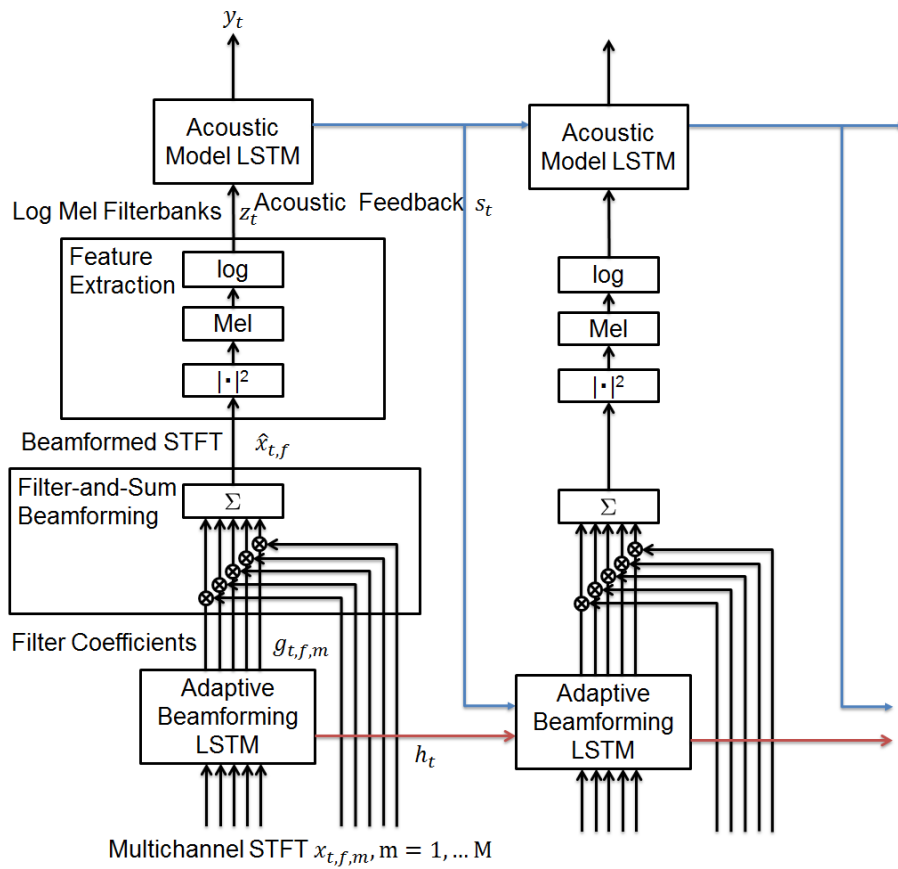 y_t
Acoustic
Model LSTM
Acoustic
Model LSTM
Log Mel Filterbanks z_t Acoustic Feedback s_t
Feature
Extraction
log
Mel
|·|²
log
Mel
|·|²
Beamformed STFT x̂_{t,f}
Filter-and-Sum
Beamforming
Σ
Σ
Filter Coefficients g_{t,f,m}
Adaptive
Beamforming
LSTM
Adaptive
Beamforming
LSTM
h_t
Multichannel STFT x_{t,f,m}, m = 1, … M